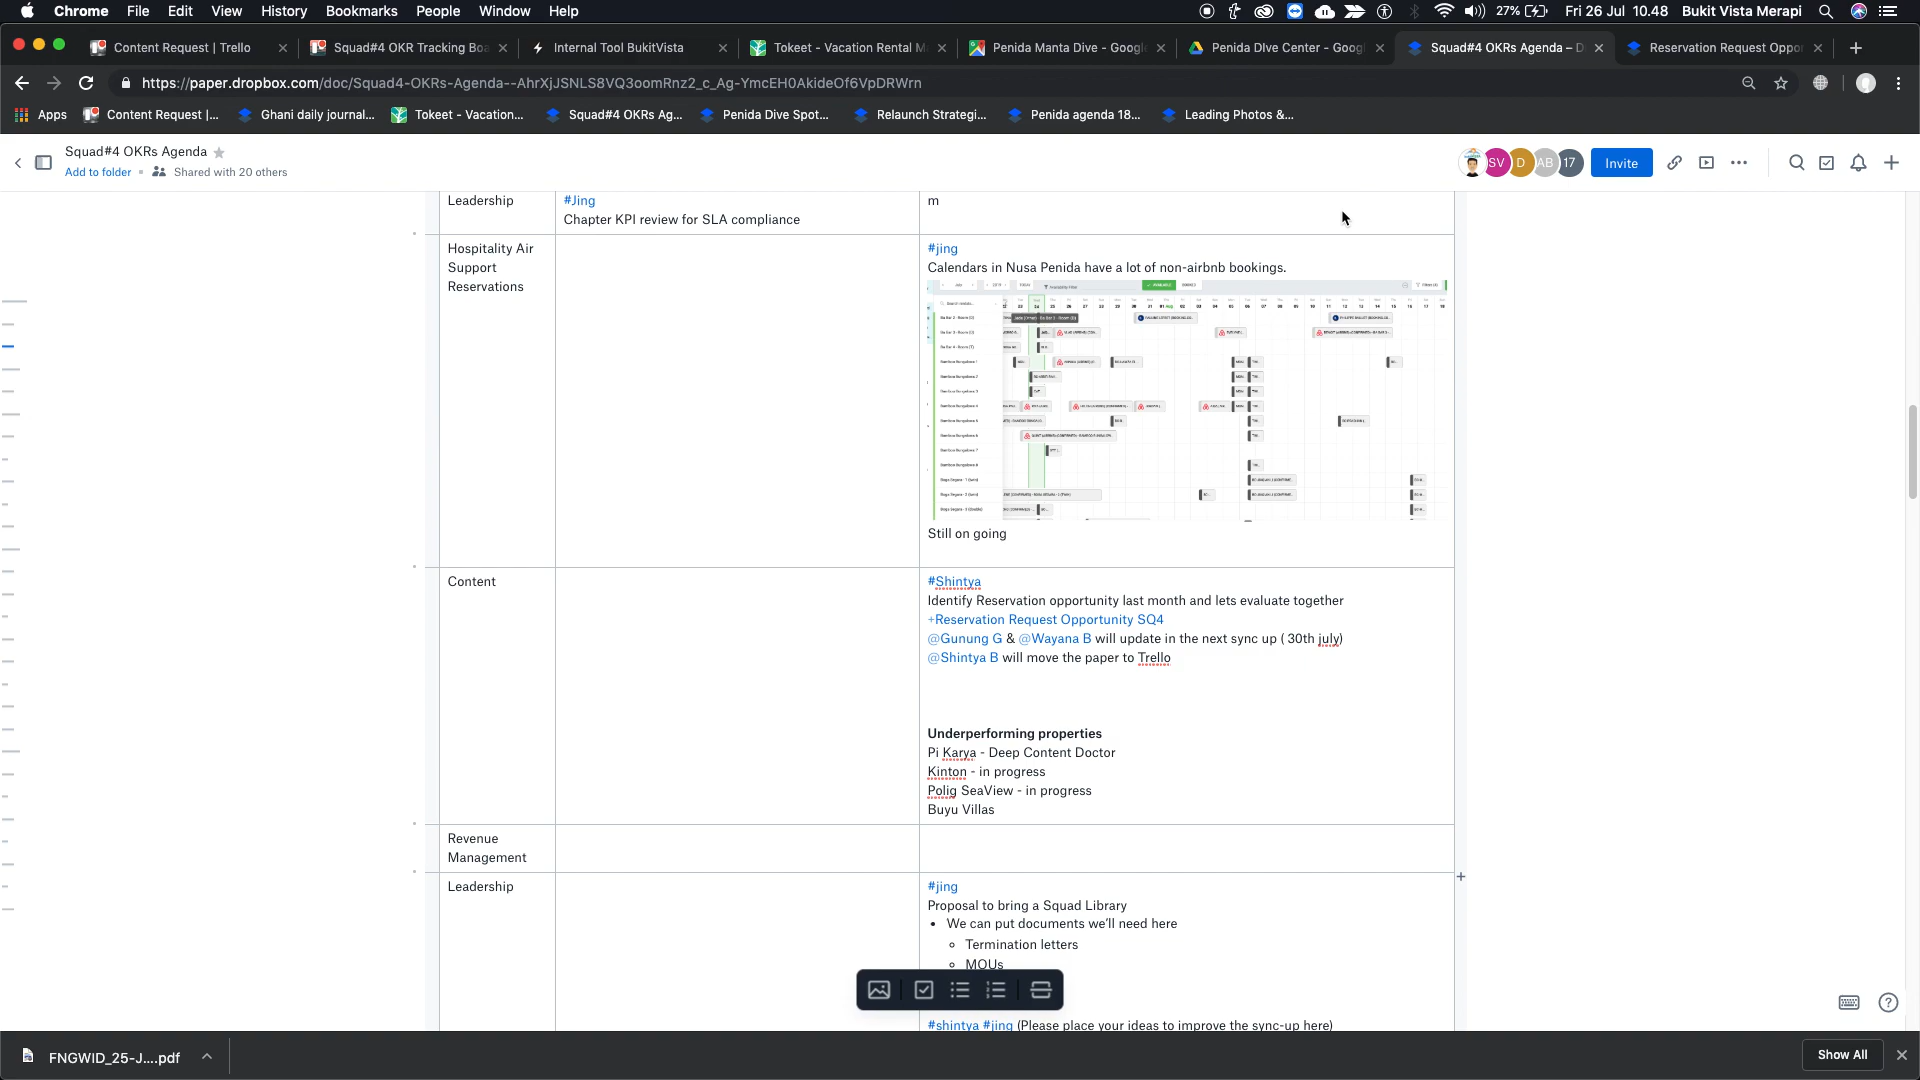 Chrome File Edit View History Bookmarks People Window Help
27% Fri 26 Jul 10.48 Bukit Vista Merapi
Content Request | Trello
Squad#4 OKR Tracking Boa
Internal Tool BukitVista
Tokeet - Vacation Rental M
Penida Manta Dive - Google
Penida DIve Center - Googl
Squad#4 OKRs Agenda – D
Reservation Request Oppor
https://paper.dropbox.com/doc/Squad4-OKRs-Agenda--AhrXjJSNLS8VQ3oomRnz2_c_Ag-YmcEH0AkideOf6VpDRWrn
Apps
Content Request |...
Ghani daily journal...
Tokeet - Vacation...
Squad#4 OKRs Ag...
Penida Dive Spot...
Relaunch Strategi...
Penida agenda 18...
Leading Photos &...
Squad#4 OKRs Agenda
Add to folder
Shared with 20 others
SV D AB 17
Invite
Leadership
#Jing
Chapter KPI review for SLA compliance
m
Hospitality Air
Support
Reservations
#jing
Calendars in Nusa Penida have a lot of non-airbnb bookings.
Still on going
Content
#Shintya
Identify Reservation opportunity last month and lets evaluate together
+Reservation Request Opportunity SQ4
@Gunung G & @Wayana B will update in the next sync up ( 30th july)
@Shintya B will move the paper to Trello
Underperforming properties
Pi Karya - Deep Content Doctor
Kinton - in progress
Polig SeaView - in progress
Buyu Villas
Revenue
Management
Leadership
#jing
Proposal to bring a Squad Library
• We can put documents we'll need here
◦ Termination letters
◦ MOUs
#shintya #jing (Please place your ideas to improve the sync-up here)
FNGWID_25-J....pdf
Show All